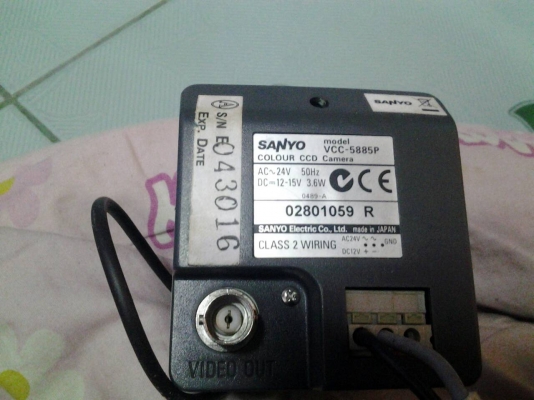 SANYO
S/N E043016
EXP. DATE
SANYO model
VCC-5885P
COLOUR CCD Camera
AC~24V 50Hz
DC⎓12-15V 3.6W
0489-A
02801059 R
SANYO Electric Co., Ltd. made in JAPAN
CLASS 2 WIRING
AC24V ~ ~ GND
DC12V + −
VIDEO OUT